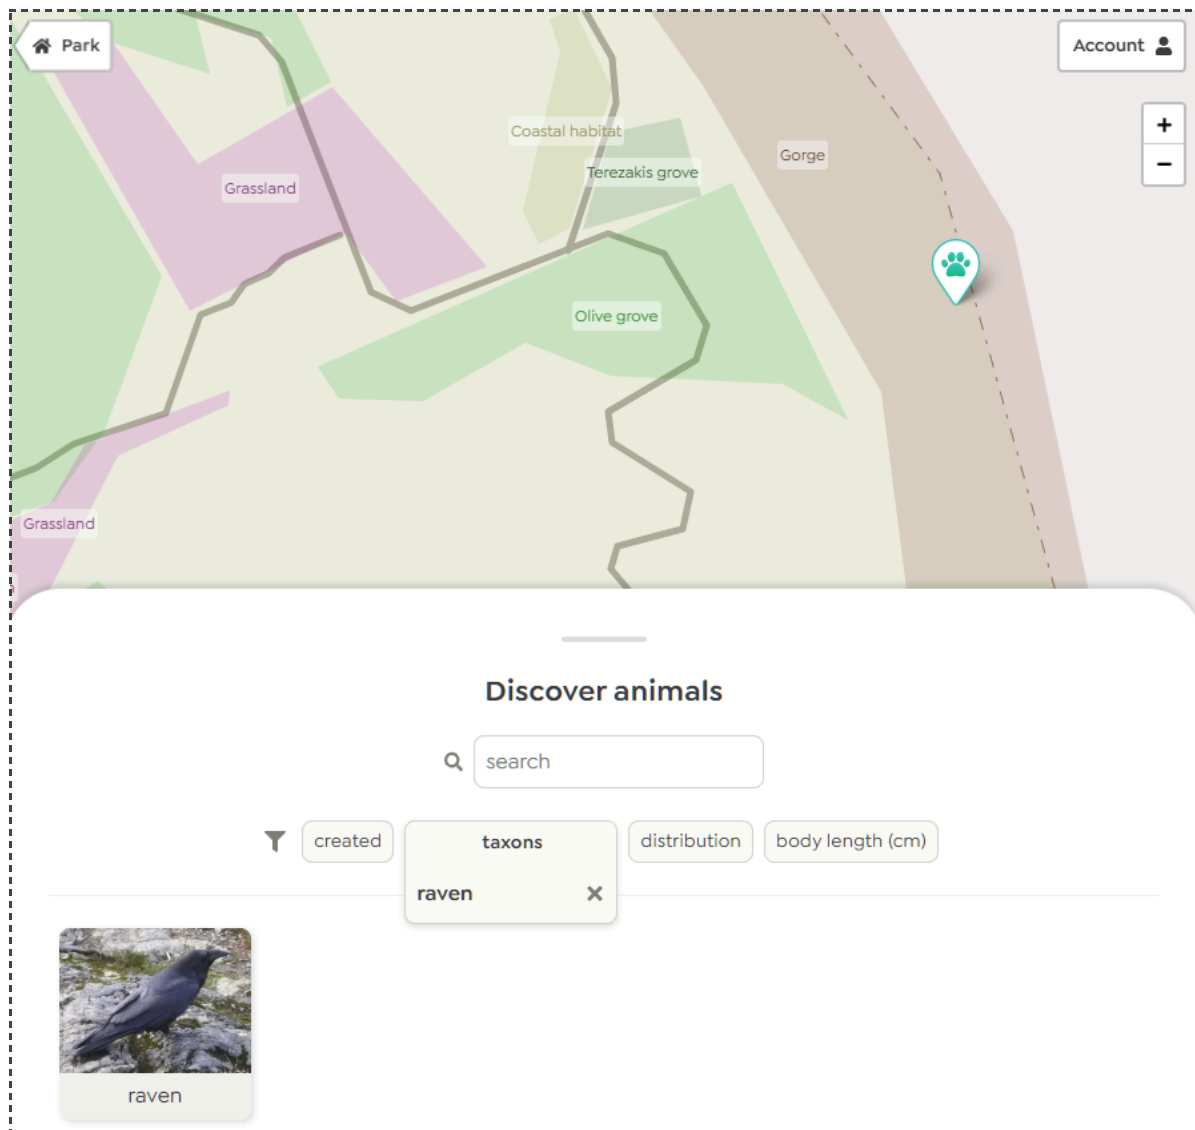 Park
Account
+
−
Coastal habitat
Terezakis grove
Gorge
Grassland
Olive grove
Grassland
Discover animals
search
created
taxons
distribution
body length (cm)
raven
raven